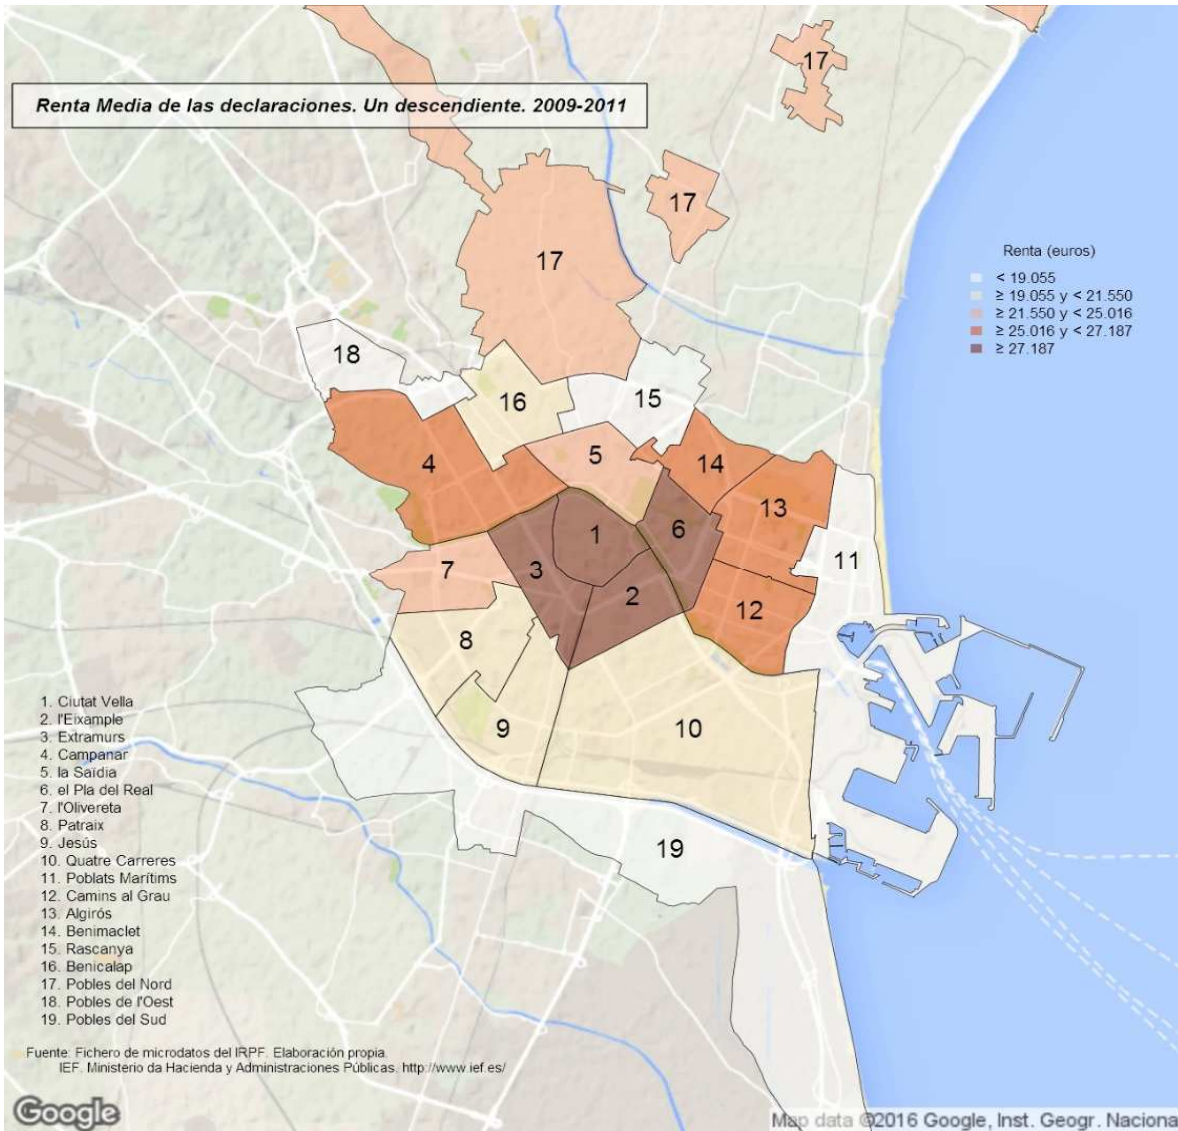 Renta Media de las declaraciones. Un descendiente. 2009-2011
17
17
17
Renta (euros)
< 19.055
≥ 19.055 y < 21.550
≥ 21.550 y < 25.016
≥ 25.016 y < 27.187
≥ 27.187
18
16
15
5
4
14
13
6
1
11
3
7
2
12
8
10
9
19
1. Ciutat Vella
2. l'Eixample
3. Extramurs
4. Campanar
5. la Saïdia
6. el Pla del Real
7. l'Olivereta
8. Patraix
9. Jesús
10. Quatre Carreres
11. Poblats Marítims
12. Camins al Grau
13. Algirós
14. Benimaclet
15. Rascanya
16. Benicalap
17. Pobles del Nord
18. Pobles de l'Oest
19. Pobles del Sud
Fuente: Fichero de microdatos del IRPF. Elaboración propia.
IEF. Ministerio da Hacienda y Administraciones Públicas. http://www.ief.es/
Google
Map data ©2016 Google, Inst. Geogr. Naciona